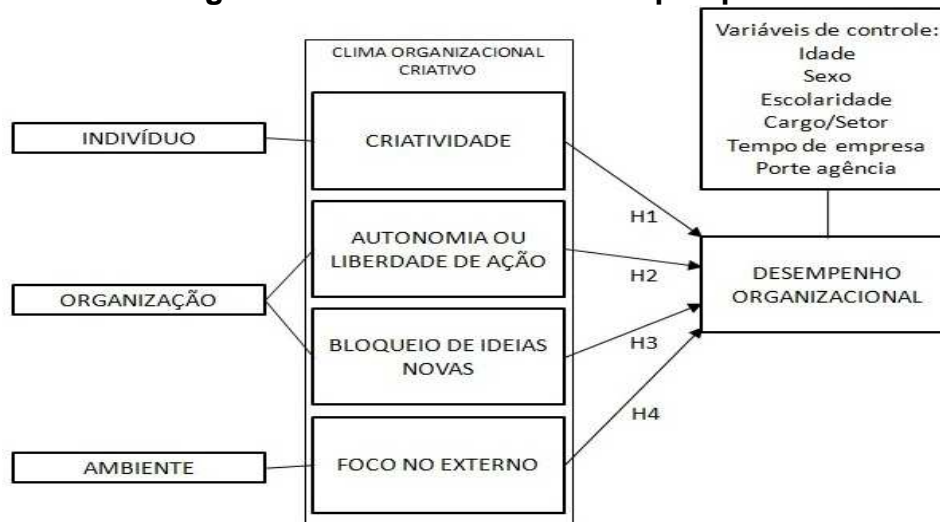 Variáveis de controle:
Idade
Sexo
Escolaridade
Cargo/Setor
Tempo de empresa
Porte agência
CLIMA ORGANIZACIONAL
CRIATIVO
INDIVÍDUO
CRIATIVIDADE
H1
AUTONOMIA OU
LIBERDADE DE AÇÃO
H2
ORGANIZAÇÃO
DESEMPENHO
ORGANIZACIONAL
BLOQUEIO DE IDEIAS
NOVAS
H3
H4
AMBIENTE
FOCO NO EXTERNO